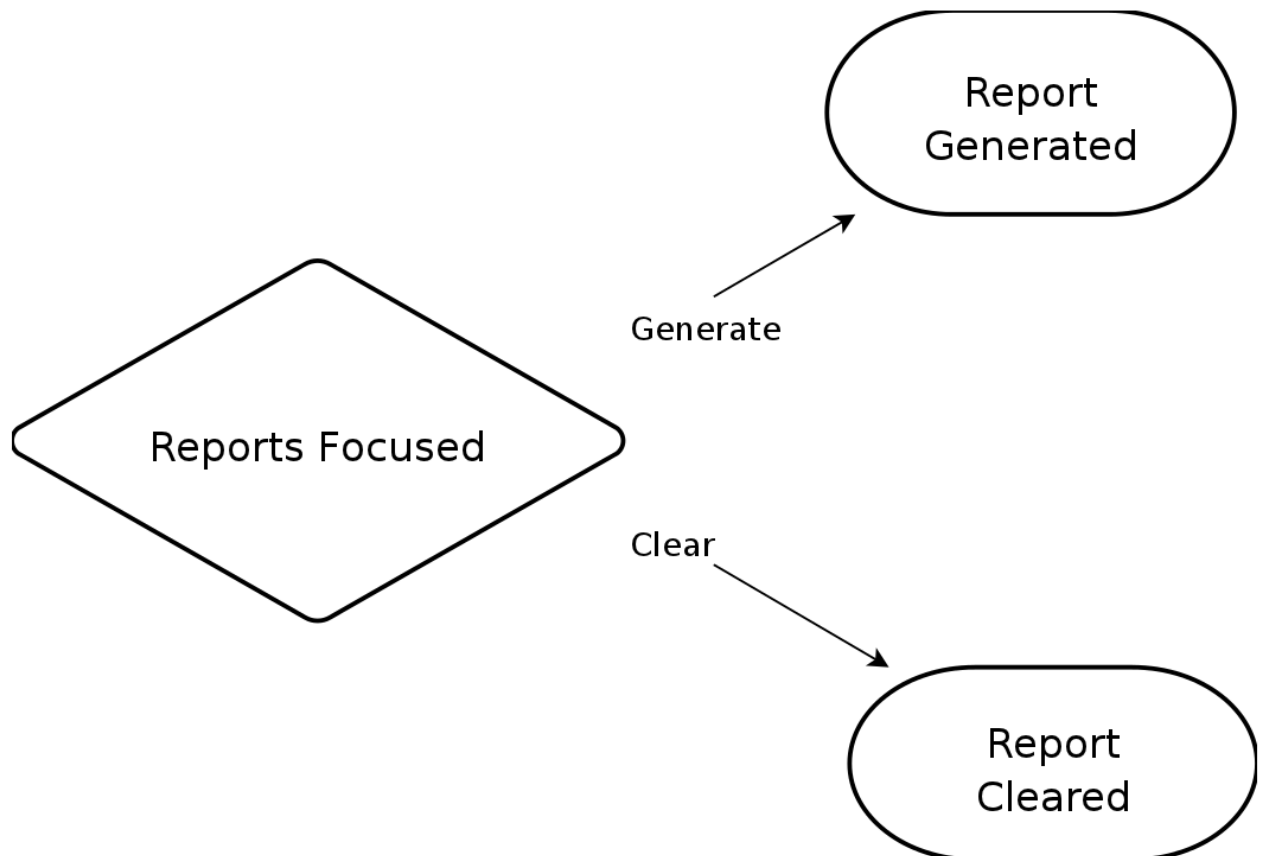 Report
Generated
Generate
Reports Focused
Clear
Report
Cleared